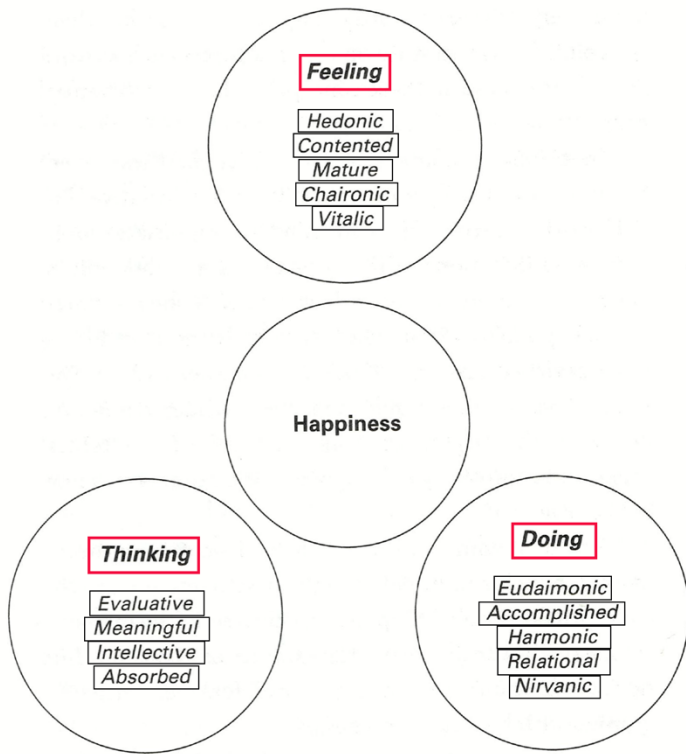 Feeling
Hedonic
Contented
Mature
Chaironic
Vitalic
Happiness
Thinking
Evaluative
Meaningful
Intellective
Absorbed
Doing
Eudaimonic
Accomplished
Harmonic
Relational
Nirvanic